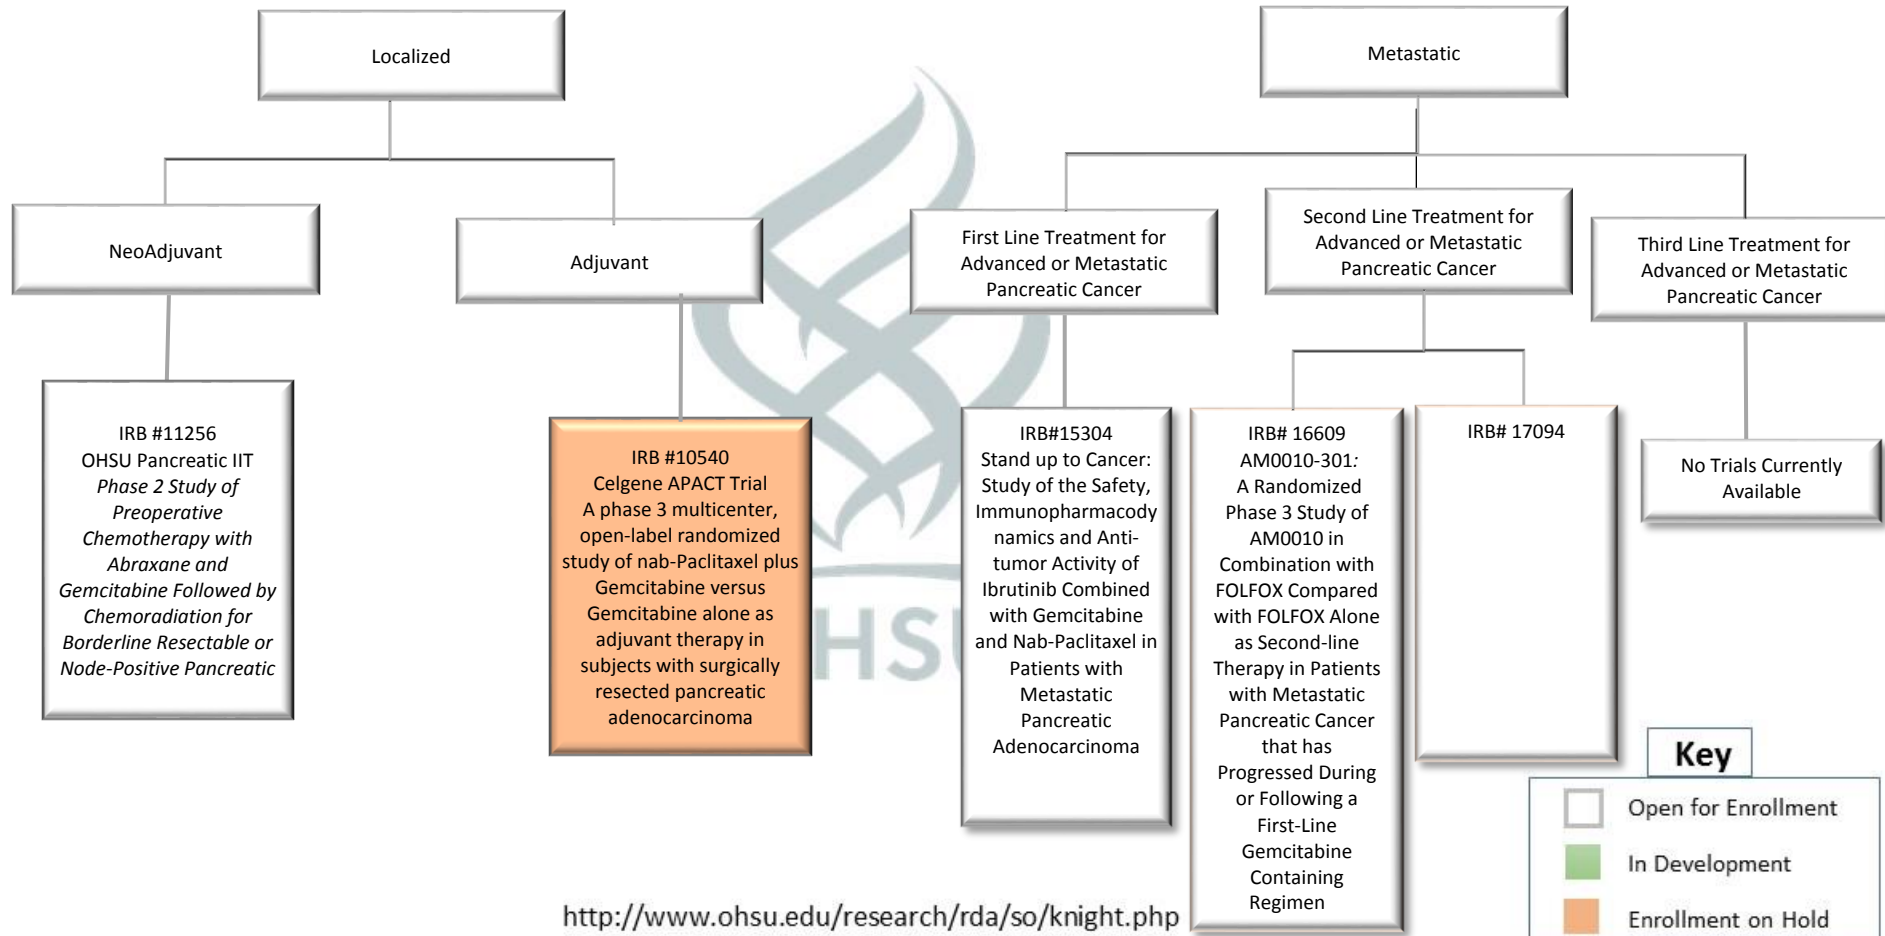 Localized
Metastatic
NeoAdjuvant
Adjuvant
First Line Treatment for
Advanced or Metastatic
Pancreatic Cancer
Second Line Treatment for
Advanced or Metastatic
Pancreatic Cancer
Third Line Treatment for
Advanced or Metastatic
Pancreatic Cancer
IRB #11256
OHSU Pancreatic IIT
Phase 2 Study of
Preoperative
Chemotherapy with
Abraxane and
Gemcitabine Followed by
Chemoradiation for
Borderline Resectable or
Node-Positive Pancreatic
IRB #10540
Celgene APACT Trial
A phase 3 multicenter,
open-label randomized
study of nab-Paclitaxel plus
Gemcitabine versus
Gemcitabine alone as
adjuvant therapy in
subjects with surgically
resected pancreatic
adenocarcinoma
IRB#15304
Stand up to Cancer:
Study of the Safety,
Immunopharmacody
namics and Anti-
tumor Activity of
Ibrutinib Combined
with Gemcitabine
and Nab-Paclitaxel in
Patients with
Metastatic
Pancreatic
Adenocarcinoma
IRB# 16609
AM0010-301:
A Randomized
Phase 3 Study of
AM0010 in
Combination with
FOLFOX Compared
with FOLFOX Alone
as Second-line
Therapy in Patients
with Metastatic
Pancreatic Cancer
that has
Progressed During
or Following a
First-Line
Gemcitabine
Containing
Regimen
IRB# 17094
No Trials Currently
Available
HSU
Key
Open for Enrollment
In Development
Enrollment on Hold
http://www.ohsu.edu/research/rda/so/knight.php